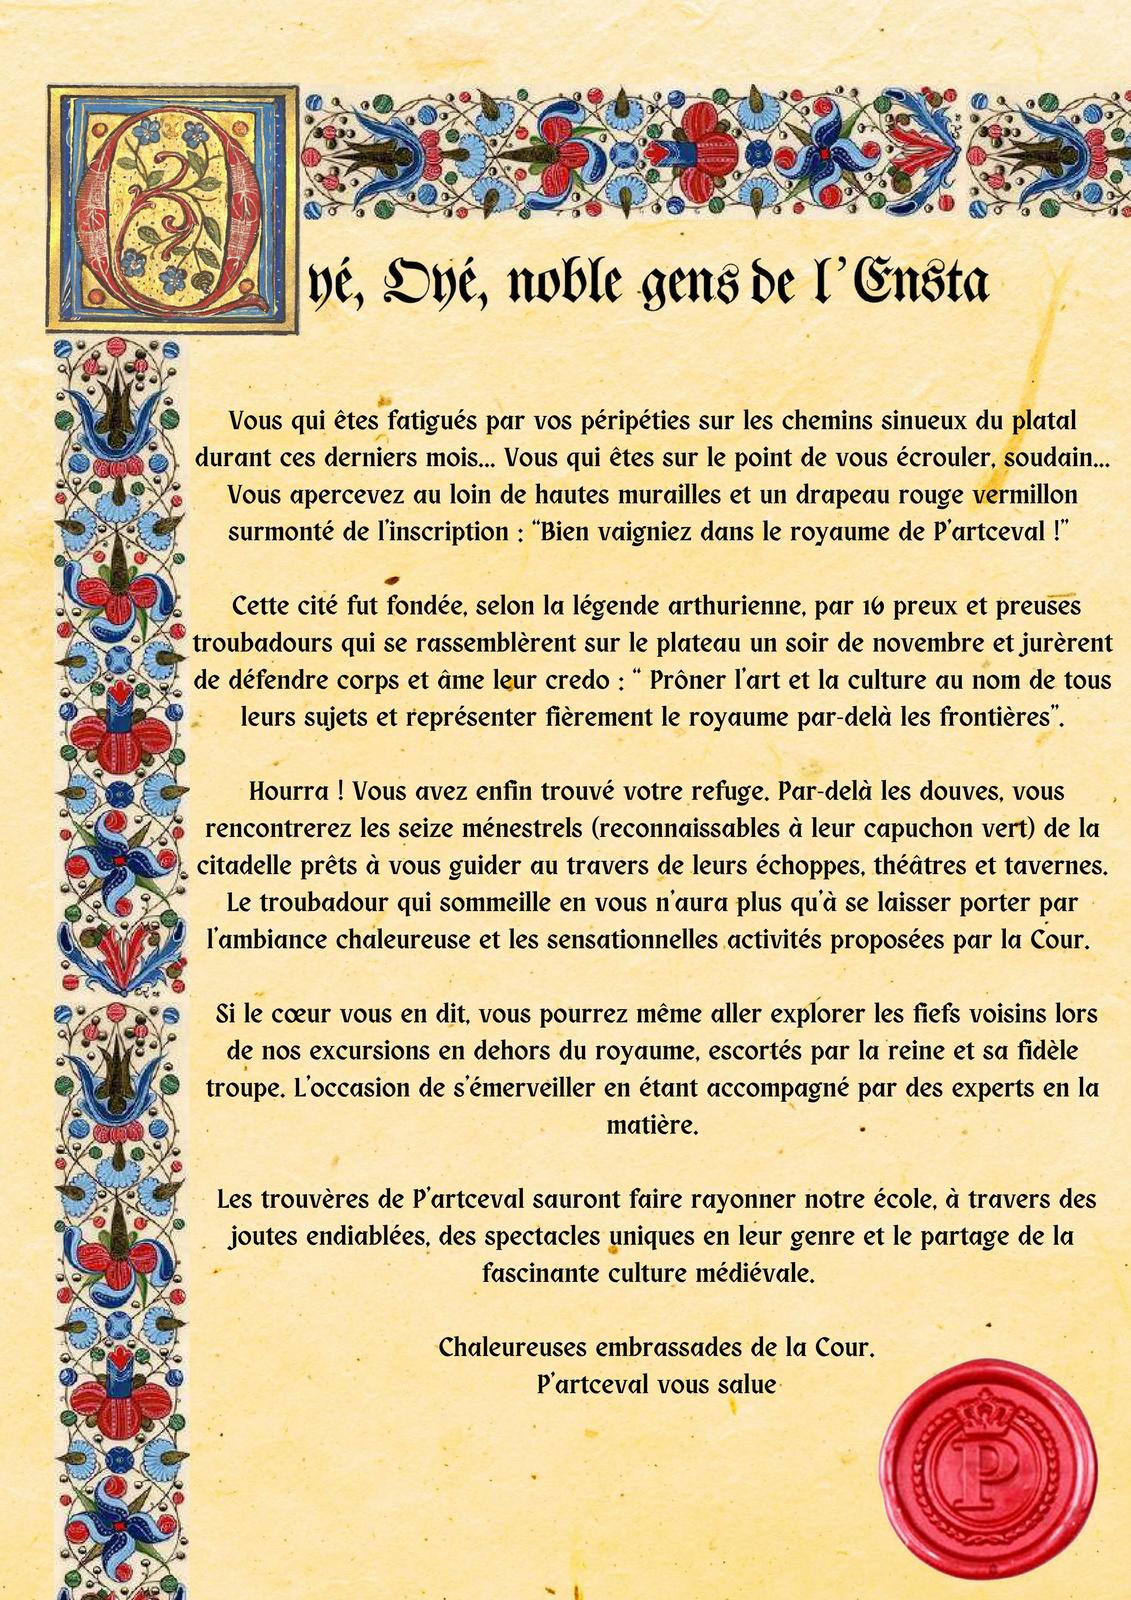 Oyé, Oyé, noble gens de l'Ensta
Vous qui êtes fatigués par vos péripéties sur les chemins sinueux du platal
durant ces derniers mois... Vous qui êtes sur le point de vous écrouler, soudain...
Vous apercevez au loin de hautes murailles et un drapeau rouge vermillon
surmonté de l'inscription : “Bien vaigniez dans le royaume de P'artceval !”
Cette cité fut fondée, selon la légende arthurienne, par 16 preux et preuses
troubadours qui se rassemblèrent sur le plateau un soir de novembre et jurèrent
de défendre corps et âme leur credo : “ Prôner l'art et la culture au nom de tous
leurs sujets et représenter fièrement le royaume par-delà les frontières”.
Hourra ! Vous avez enfin trouvé votre refuge. Par-delà les douves, vous
rencontrerez les seize ménestrels (reconnaissables à leur capuchon vert) de la
citadelle prêts à vous guider au travers de leurs échoppes, théâtres et tavernes.
Le troubadour qui sommeille en vous n'aura plus qu'à se laisser porter par
l'ambiance chaleureuse et les sensationnelles activités proposées par la Cour.
Si le cœur vous en dit, vous pourrez même aller explorer les fiefs voisins lors
de nos excursions en dehors du royaume, escortés par la reine et sa fidèle
troupe. L'occasion de s'émerveiller en étant accompagné par des experts en la
matière.
Les trouvères de P'artceval sauront faire rayonner notre école, à travers des
joutes endiablées, des spectacles uniques en leur genre et le partage de la
fascinante culture médiévale.
Chaleureuses embrassades de la Cour.
P'artceval vous salue
P